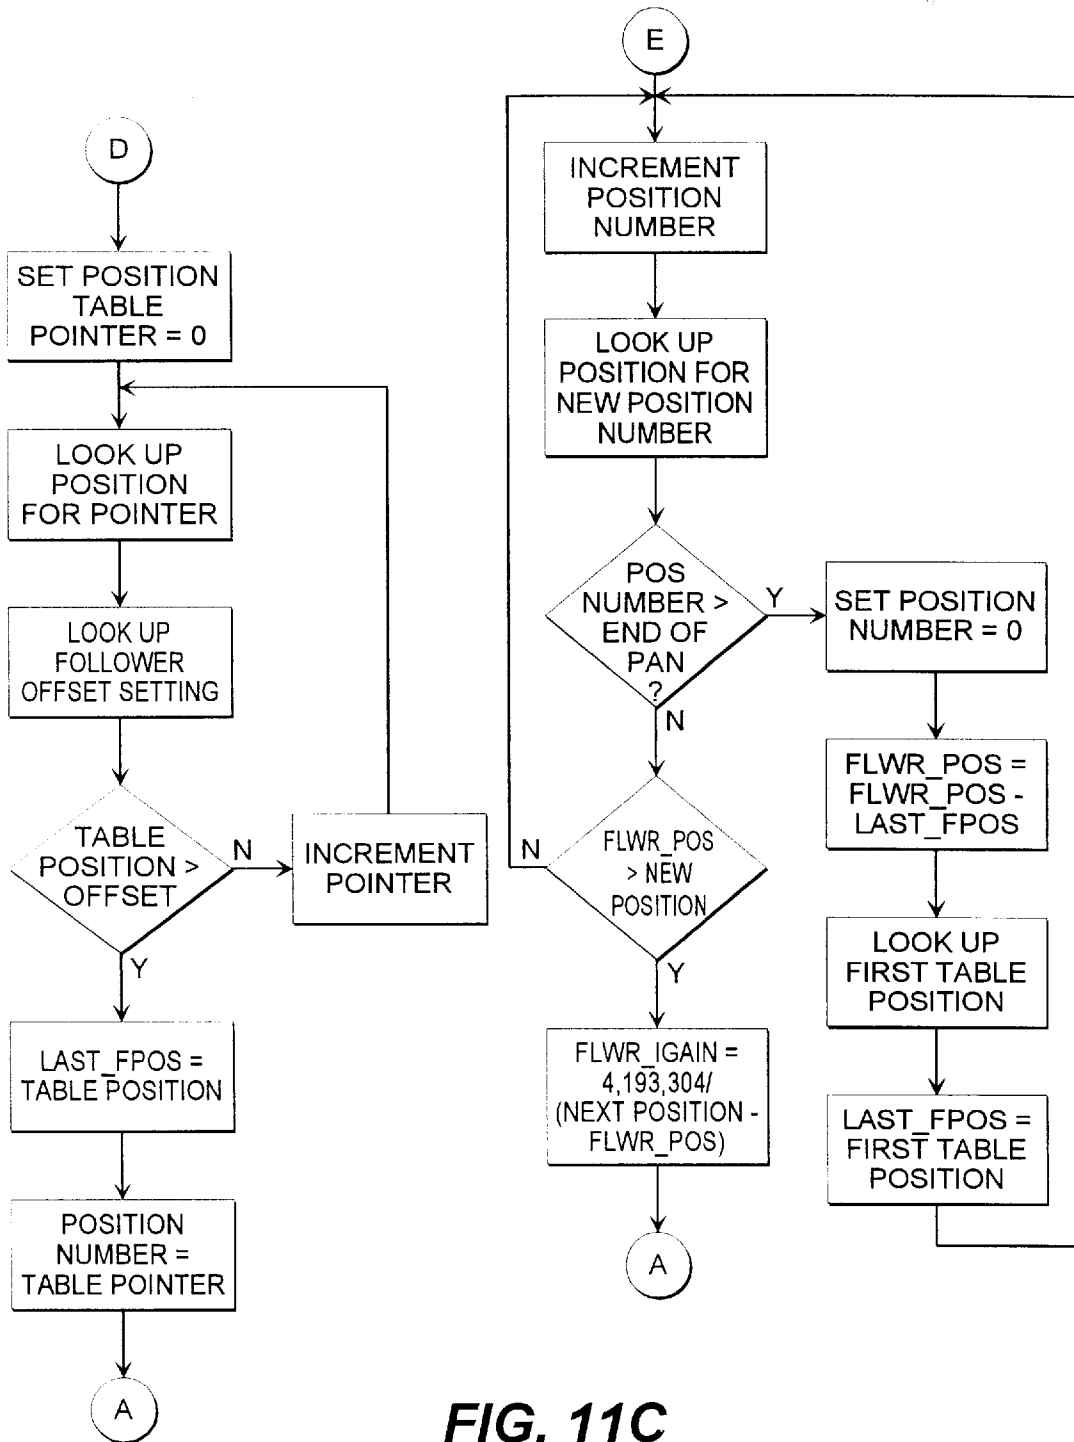 D
SET POSITION
TABLE
POINTER = 0
LOOK UP
POSITION
FOR POINTER
LOOK UP
FOLLOWER
OFFSET SETTING
TABLE
POSITION >
OFFSET
N
INCREMENT
POINTER
Y
LAST_FPOS =
TABLE POSITION
POSITION
NUMBER =
TABLE POINTER
A
E
INCREMENT
POSITION
NUMBER
LOOK UP
POSITION FOR
NEW POSITION
NUMBER
POS
NUMBER >
END OF
PAN
?
Y
N
SET POSITION
NUMBER = 0
FLWR_POS =
FLWR_POS -
LAST_FPOS
LOOK UP
FIRST TABLE
POSITION
LAST_FPOS =
FIRST TABLE
POSITION
FLWR_POS
> NEW
POSITION
N
Y
FLWR_IGAIN =
4,193,304/
(NEXT POSITION -
FLWR_POS)
A
FIG. 11C